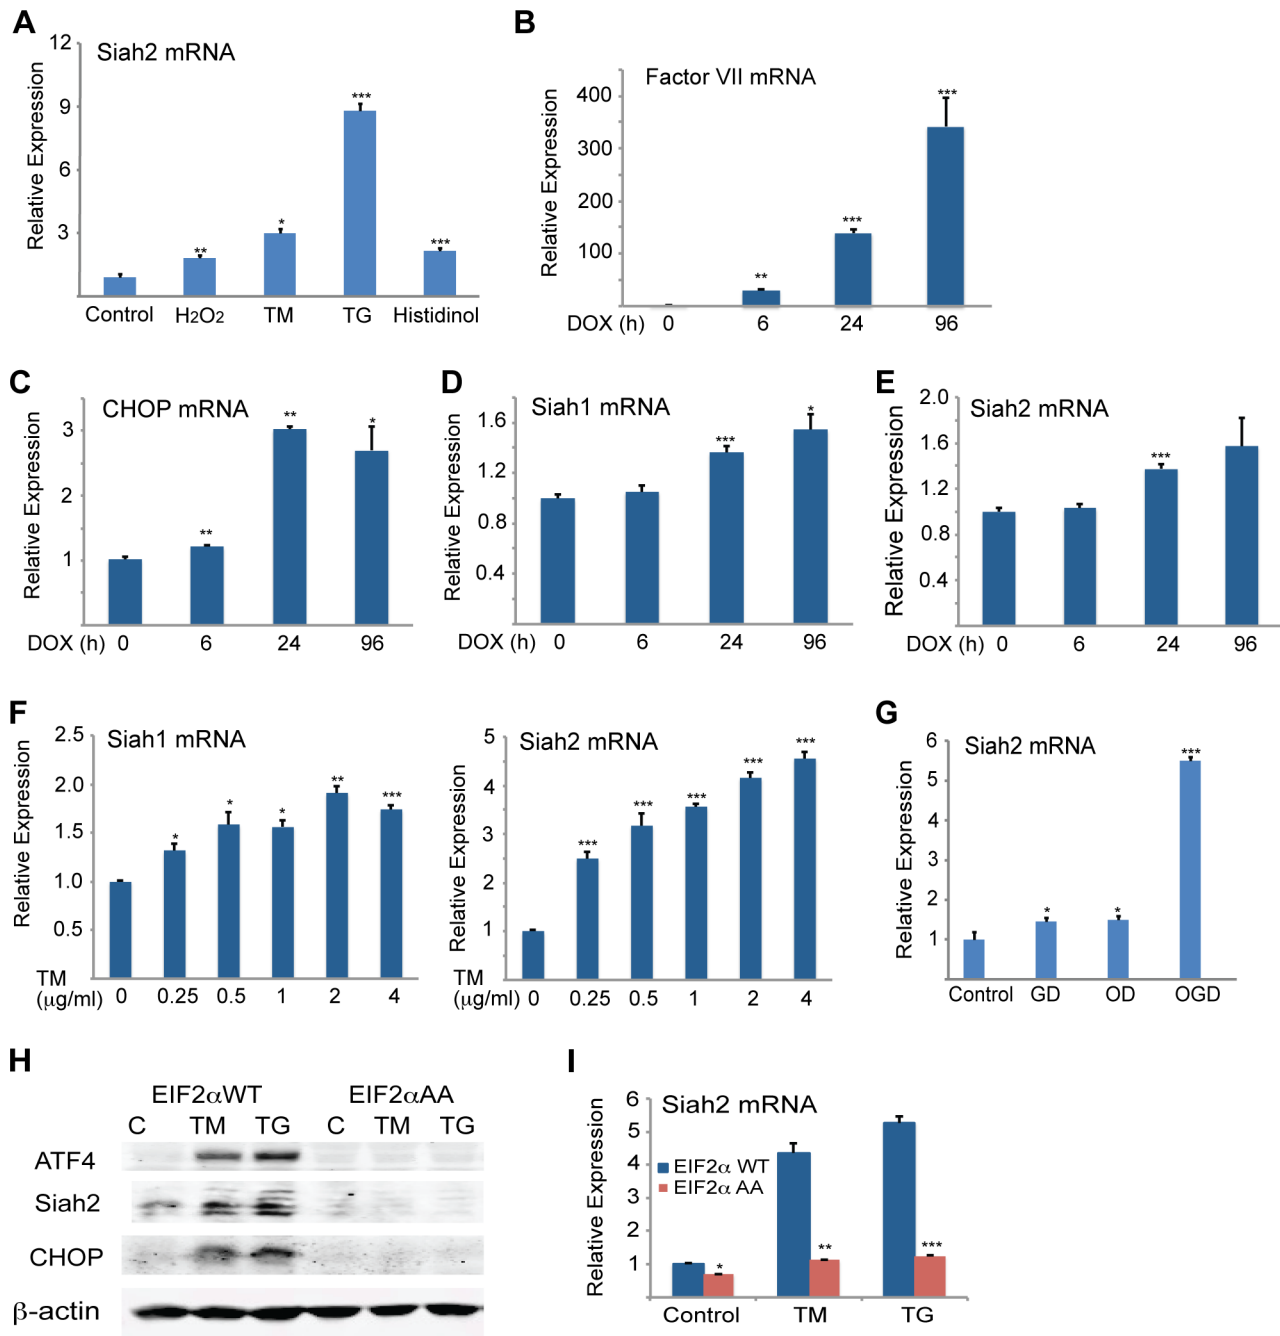 A
Siah2 mRNA
Relative Expression
12
9
6
3
**
*
***
***
Control H2O2 TM TG Histidinol
B
Factor VII mRNA
Relative Expression
400
300
200
100
**
***
***
DOX (h) 0 6 24 96
C
CHOP mRNA
Relative Expression
3
2
1
**
**
*
DOX (h) 0 6 24 96
D
Siah1 mRNA
Relative Expression
1.6
1.2
0.8
0.4
***
*
DOX (h) 0 6 24 96
E
Siah2 mRNA
Relative Expression
2.0
1.6
1.2
0.8
0.4
***
DOX (h) 0 6 24 96
F
Siah1 mRNA
Relative Expression
2.5
2.0
1.5
1.0
0.5
*
*
*
**
***
TM
(μg/ml) 0 0.25 0.5 1 2 4
Siah2 mRNA
Relative Expression
5
4
3
2
1
***
***
***
***
***
TM
(μg/ml) 0 0.25 0.5 1 2 4
G
Siah2 mRNA
Relative Expression
6
5
4
3
2
1
*
*
***
Control GD OD OGD
H
EIF2αWT EIF2αAA
C TM TG C TM TG
ATF4
Siah2
CHOP
β-actin
I
Siah2 mRNA
Relative Expression
6
5
4
3
2
1
EIF2α WT
EIF2α AA
*
**
***
Control TM TG